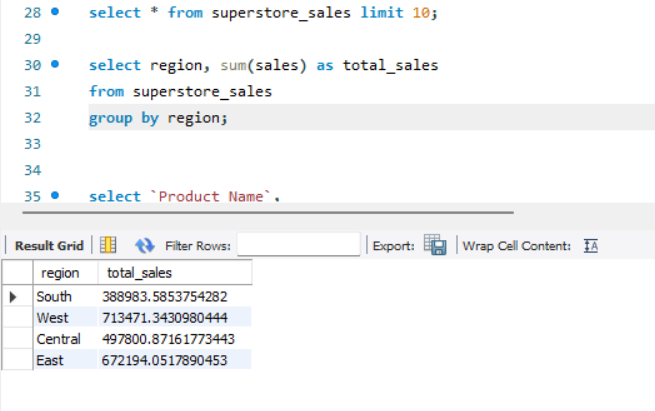 28 select * from superstore_sales limit 10;
29
30 select region, sum(sales) as total_sales
31 from superstore_sales
32 group by region;
33
34
35 select `Product Name`,
Result Grid Filter Rows: Export: Wrap Cell Content:
region total_sales
South 388983.5853754282
West 713471.3430980444
Central 497800.87161773443
East 672194.0517890453